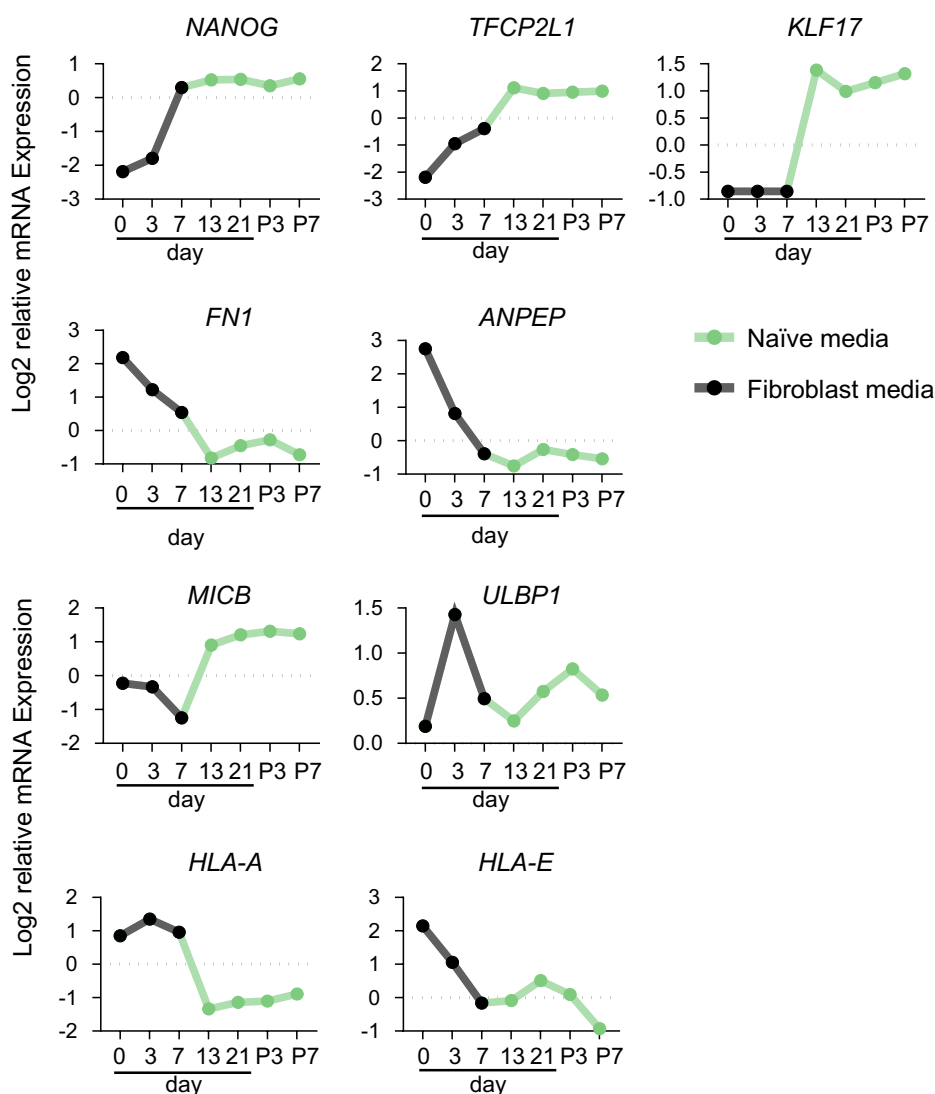 NANOG
TFCP2L1
KLF17
Log2 relative mRNA Expression
1
0
-1
-2
-3
0 3 7 13 21 P3 P7
day
2
1
0
-1
-2
-3
0 3 7 13 21 P3 P7
day
1.5
1.0
0.5
0.0
-0.5
-1.0
0 3 7 13 21 P3 P7
day
FN1
ANPEP
3
2
1
0
-1
0 3 7 13 21 P3 P7
day
3
2
1
0
-1
0 3 7 13 21 P3 P7
day
Naïve media
Fibroblast media
MICB
ULBP1
Log2 relative mRNA Expression
2
1
0
-1
-2
0 3 7 13 21 P3 P7
day
1.5
1.0
0.5
0.0
0 3 7 13 21 P3 P7
day
HLA-A
HLA-E
2
1
0
-1
-2
0 3 7 13 21 P3 P7
day
3
2
1
0
-1
0 3 7 13 21 P3 P7
day